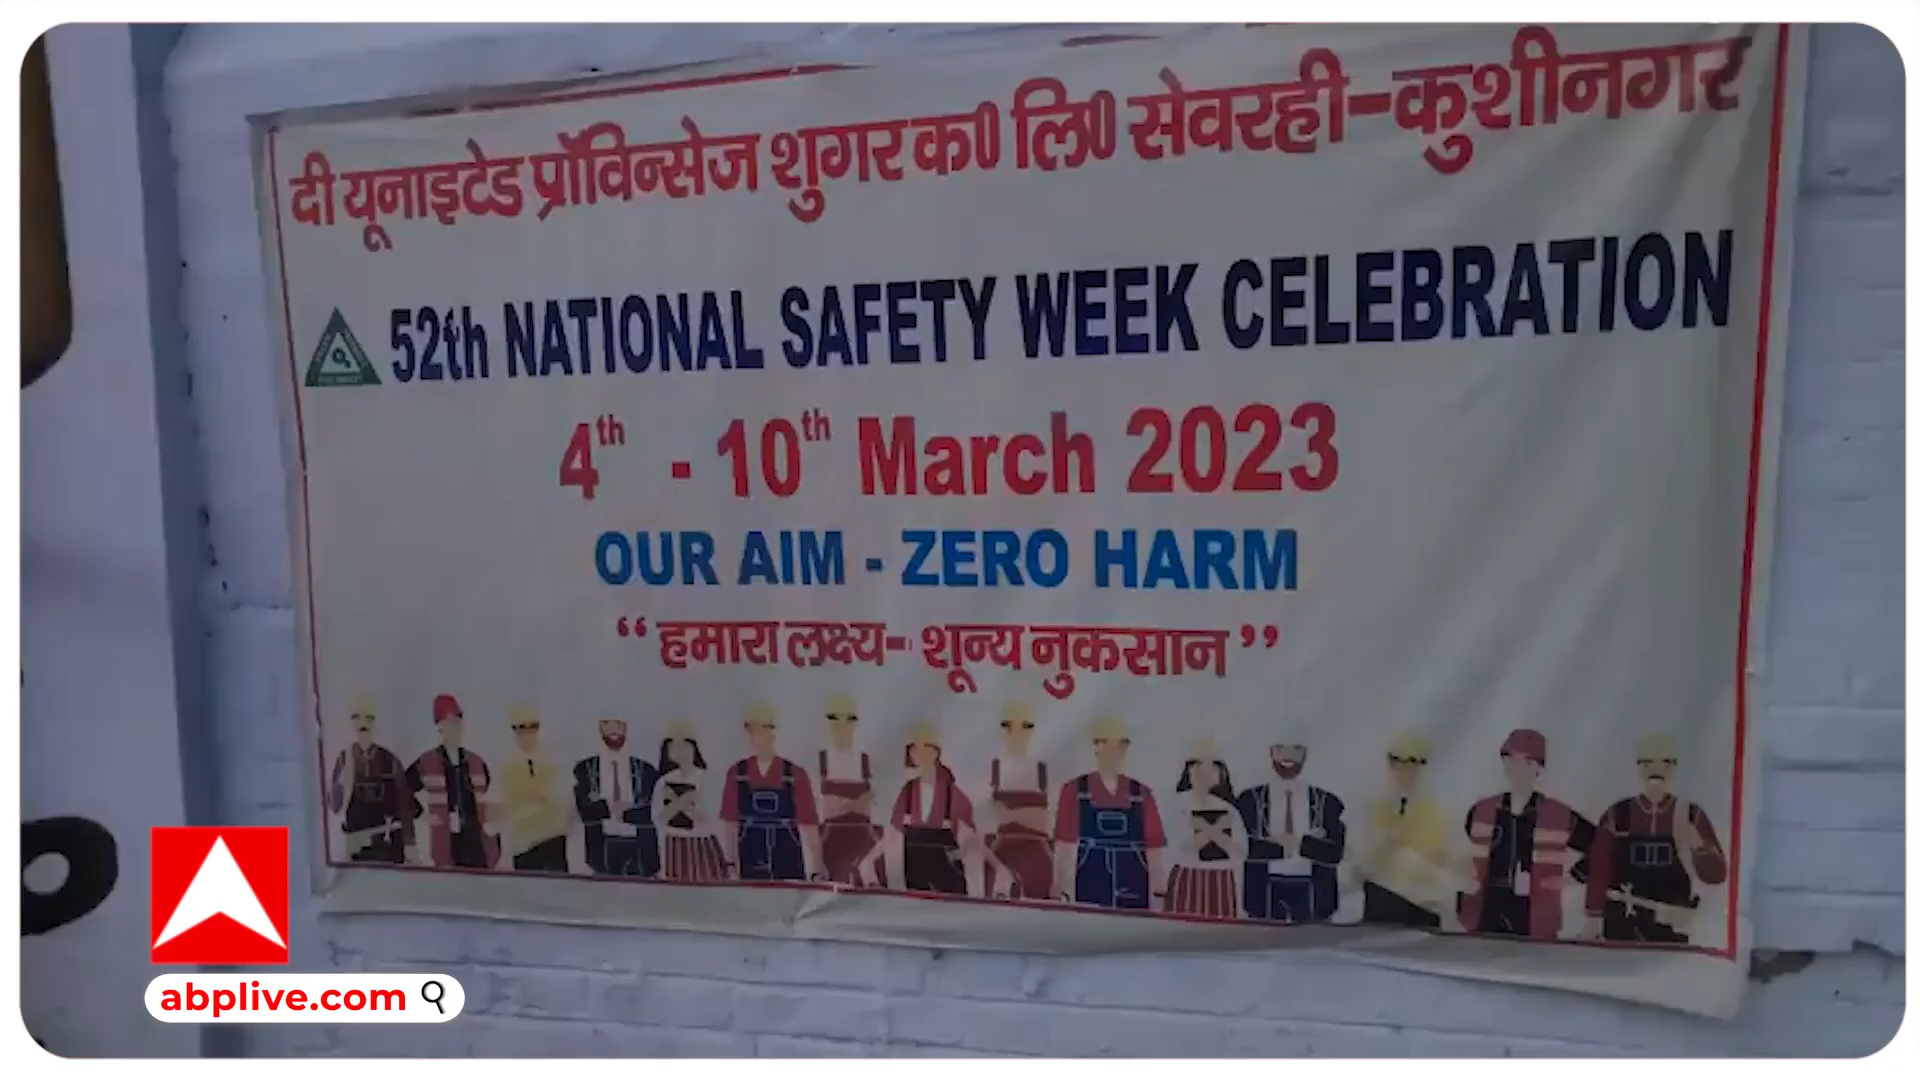 दी यूनाइटेड प्रॉविन्सेज शुगर क0 लि0 सेवरही-कुशीनगर
52th NATIONAL SAFETY WEEK CELEBRATION
4th - 10th March 2023
OUR AIM - ZERO HARM
“ हमारा लक्ष्य- शून्य नुकसान ”
abplive.com